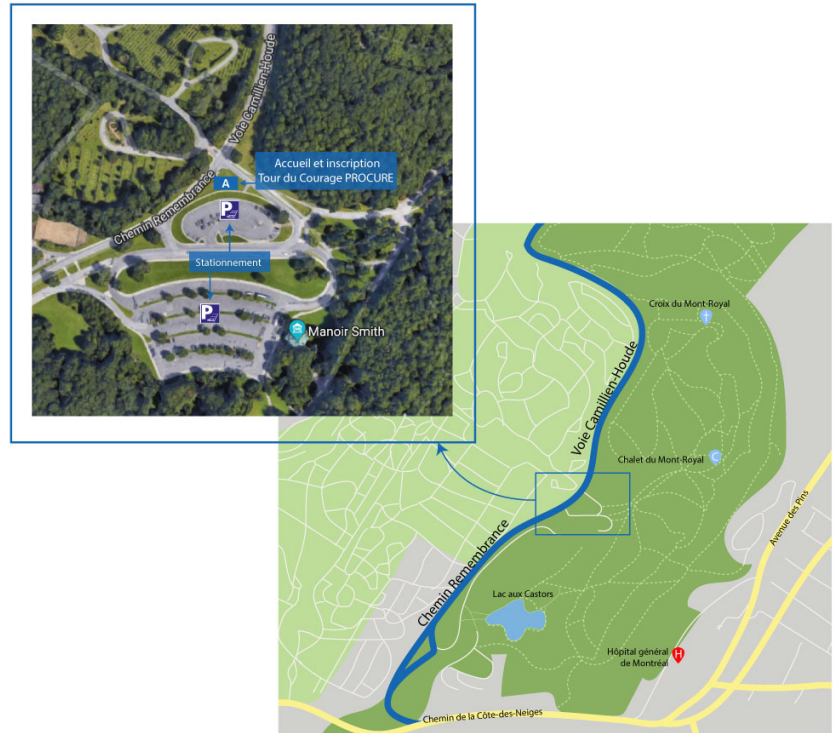 Voie Camillien-Houde
Accueil et inscription
Tour du Courage PROCURE
A
Chemin Remembrance
P
Stationnement
P
Manoir Smith
Croix du Mont-Royal
Voie Camillien-Houde
Chalet du Mont-Royal
C
Avenue des Pins
Chemin Remembrance
Lac aux Castors
Hôpital général
de Montréal
H
Chemin de la Côte-des-Neiges